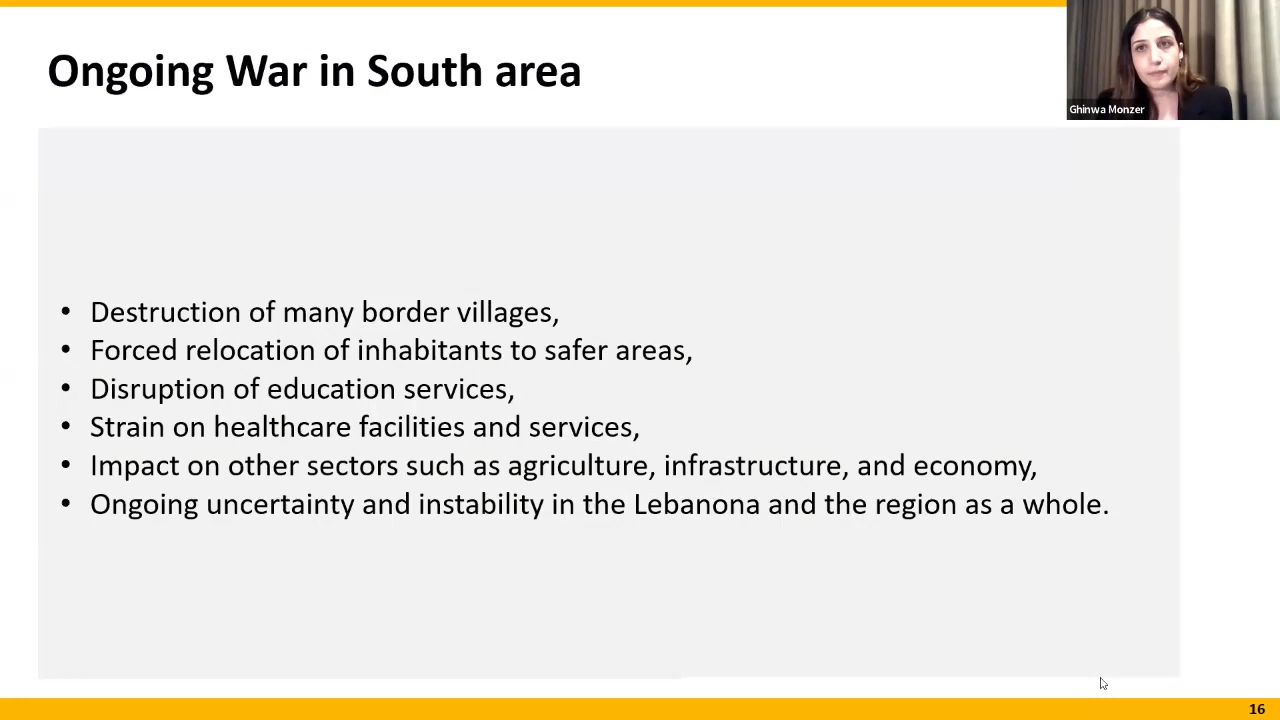 Ongoing War in South area
Ghinwa Monzer
• Destruction of many border villages,
• Forced relocation of inhabitants to safer areas,
• Disruption of education services,
• Strain on healthcare facilities and services,
• Impact on other sectors such as agriculture, infrastructure, and economy,
• Ongoing uncertainty and instability in the Lebanona and the region as a whole.
16